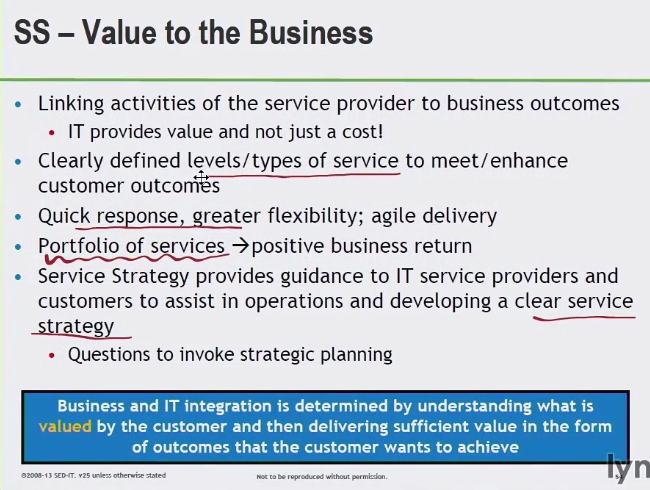 SS – Value to the Business
• Linking activities of the service provider to business outcomes
• IT provides value and not just a cost!
• Clearly defined levels/types of service to meet/enhance
customer outcomes
• Quick response, greater flexibility; agile delivery
• Portfolio of services →positive business return
• Service Strategy provides guidance to IT service providers and
customers to assist in operations and developing a clear service
strategy
• Questions to invoke strategic planning
Business and IT integration is determined by understanding what is
valued by the customer and then delivering sufficient value in the form
of outcomes that the customer wants to achieve
©2008-13 SED-IT. v25 unless otherwise stated
Not to be reproduced without permission.
lyn